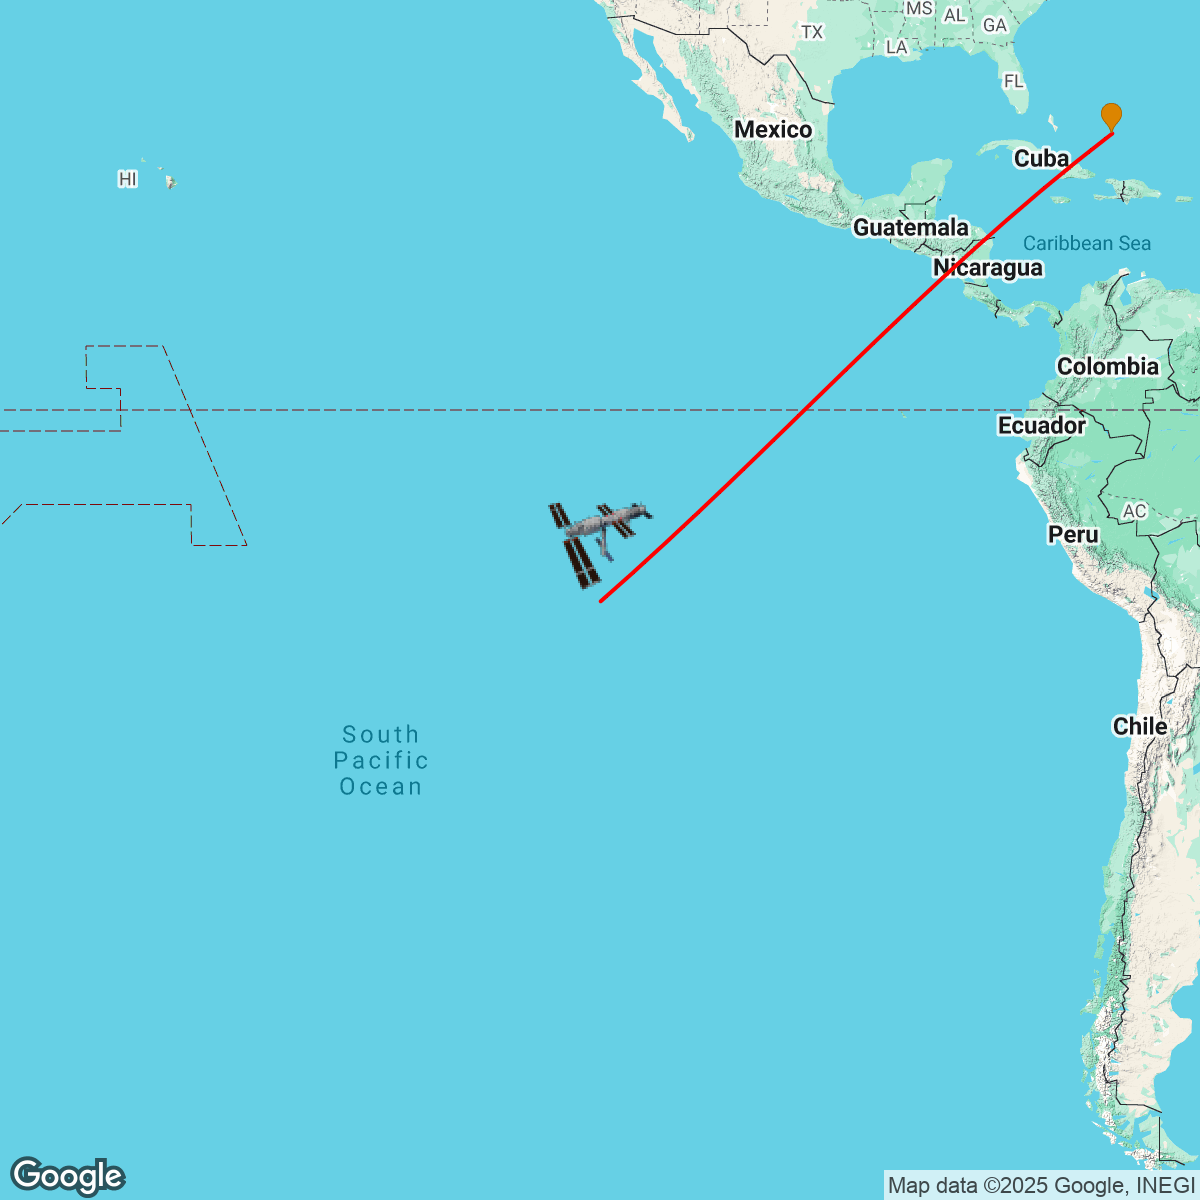 MS
AL
GA
TX
LA
FL
Mexico
Cuba
HI
Guatemala
Caribbean Sea
Nicaragua
Colombia
Ecuador
AC
Peru
Chile
South
Pacific
Ocean
Google
Map data ©2025 Google, INEGI